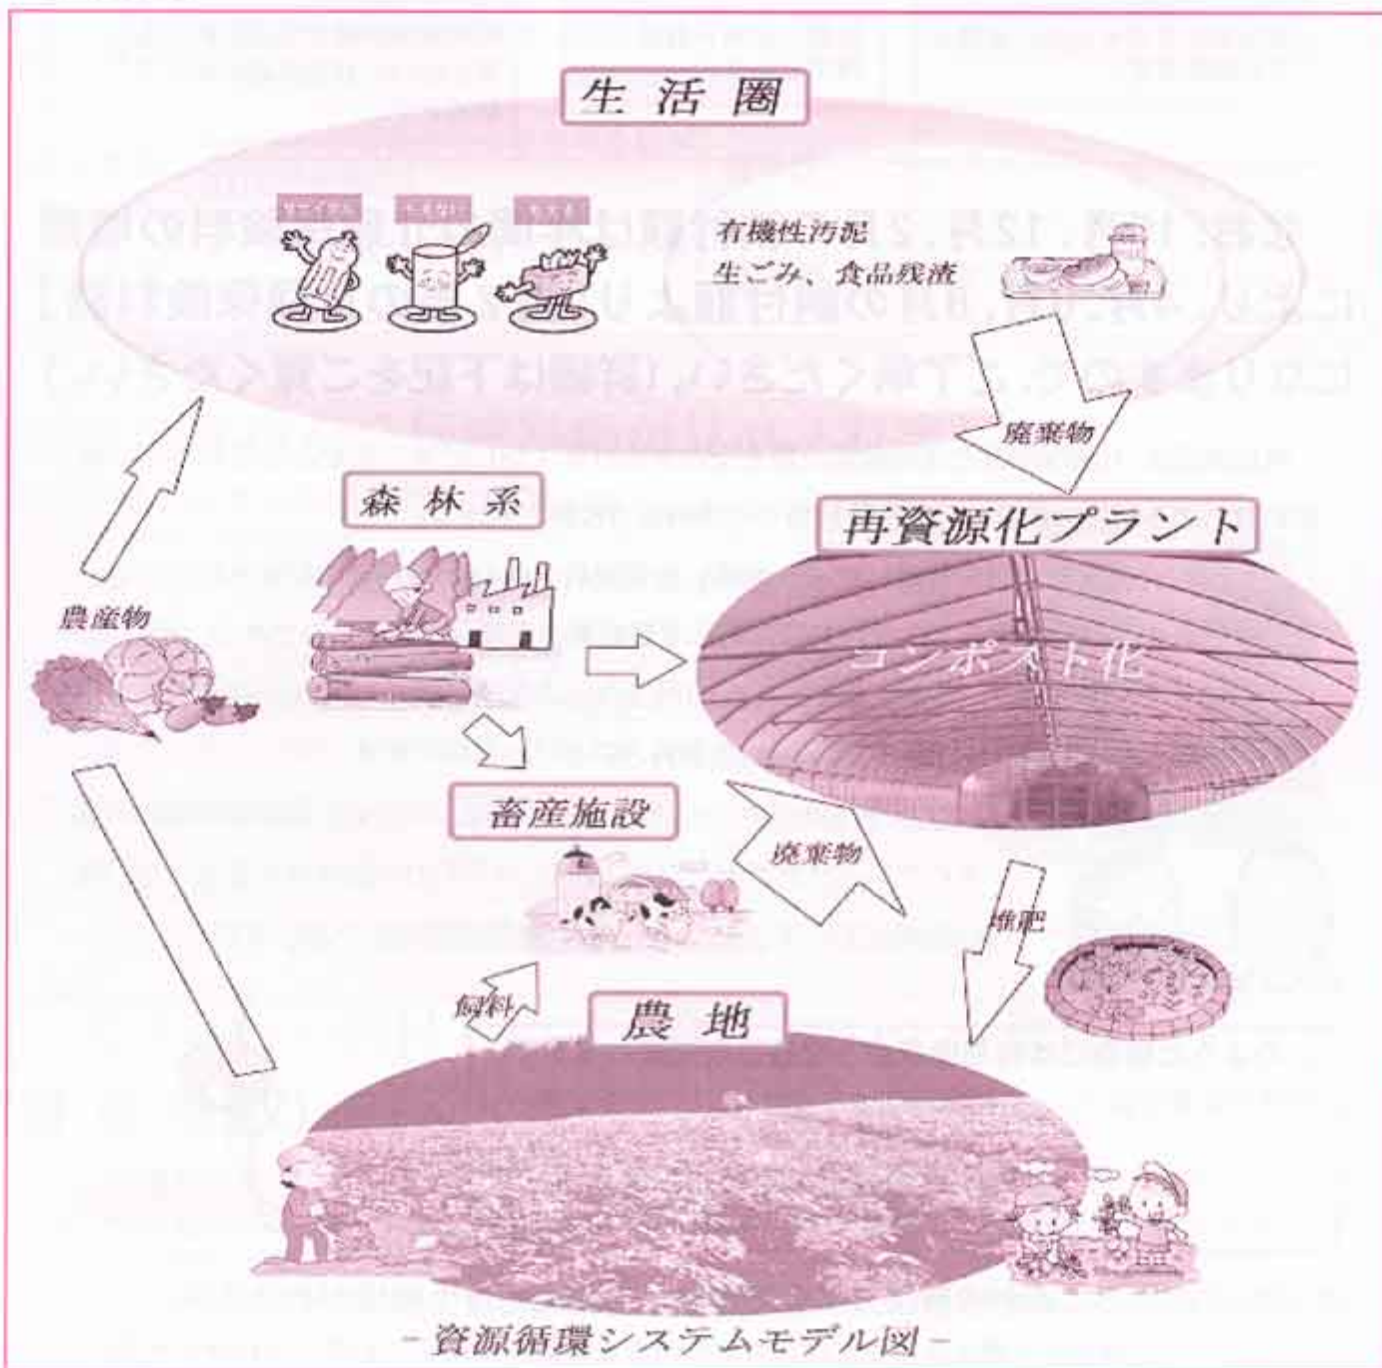 生活圏
有機性汚泥
生ごみ、食品残渣
廃棄物
森林系
再資源化プラント
農産物
コンポスト化
畜産施設
廃棄物
堆肥
飼料
農地
－資源循環システムモデル図－